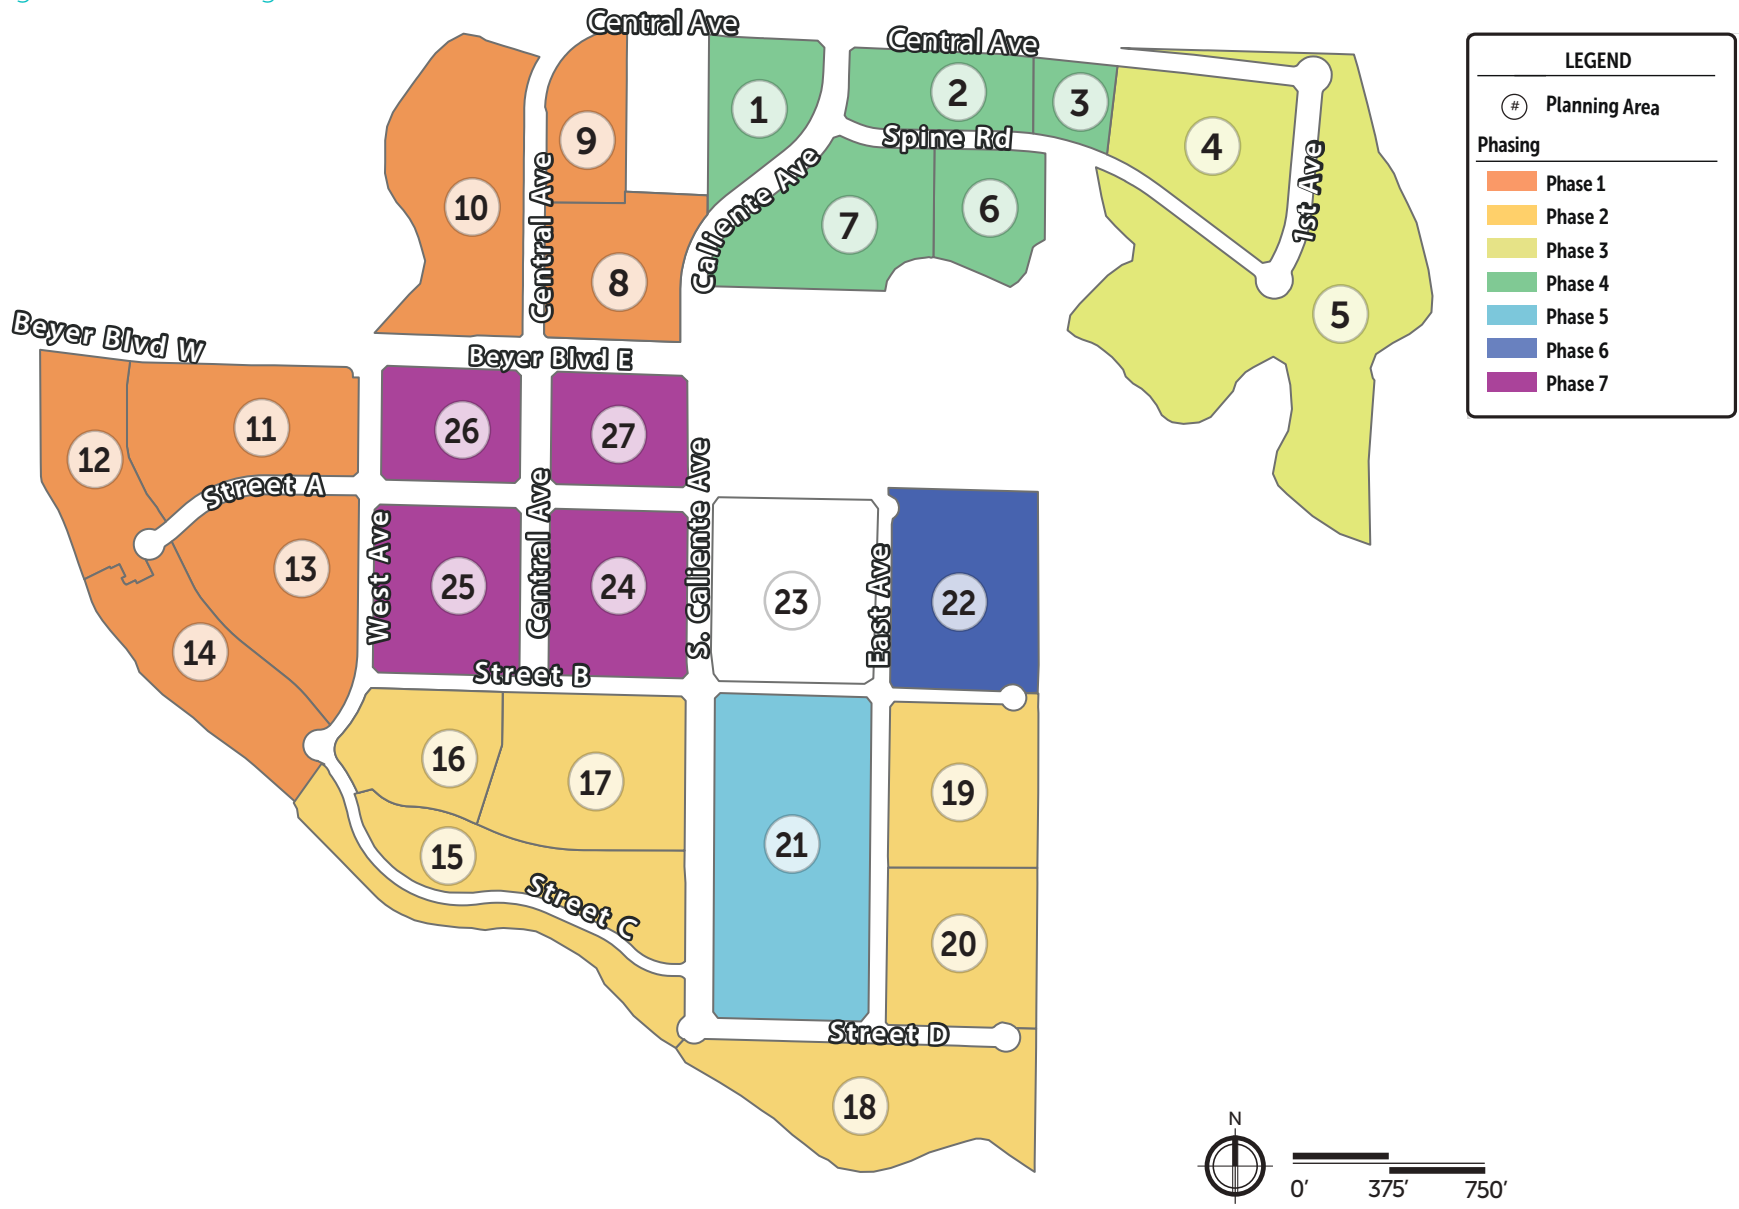 Central Ave
Central Ave
1
2
3
4
5
6
7
8
9
10
Spine Rd
Caliente Ave
1st Ave
Central Ave
Beyer Blvd W
Beyer Blvd E
11
12
13
14
Street A
26
27
25
24
West Ave
Central Ave
S. Caliente Ave
East Ave
23
22
Street B
16
17
15
Street C
21
19
20
Street D
18
LEGEND
# Planning Area
Phasing
Phase 1
Phase 2
Phase 3
Phase 4
Phase 5
Phase 6
Phase 7
N
0' 375' 750'